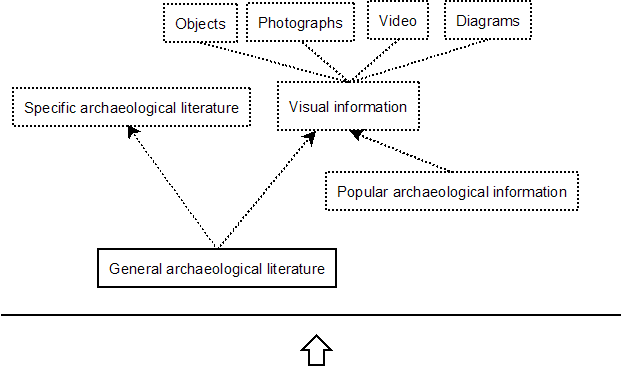 Objects
Photographs
Video
Diagrams
Specific archaeological literature
Visual information
Popular archaeological information
General archaeological literature